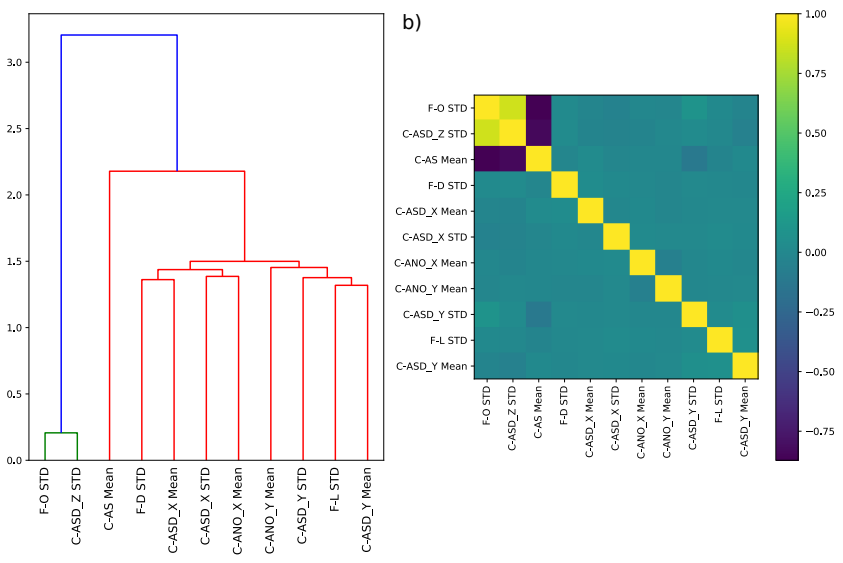 3.0
2.5
2.0
1.5
1.0
0.5
0.0
F-O STD
C-ASD_Z STD
C-AS Mean
F-D STD
C-ASD_X Mean
C-ASD_X STD
C-ANO_X Mean
C-ANO_Y Mean
C-ASD_Y STD
F-L STD
C-ASD_Y Mean
b)
F-O STD
C-ASD_Z STD
C-AS Mean
F-D STD
C-ASD_X Mean
C-ASD_X STD
C-ANO_X Mean
C-ANO_Y Mean
C-ASD_Y STD
F-L STD
C-ASD_Y Mean
F-O STD
C-ASD_Z STD
C-AS Mean
F-D STD
C-ASD_X Mean
C-ASD_X STD
C-ANO_X Mean
C-ANO_Y Mean
C-ASD_Y STD
F-L STD
C-ASD_Y Mean
1.00
0.75
0.50
0.25
0.00
−0.25
−0.50
−0.75